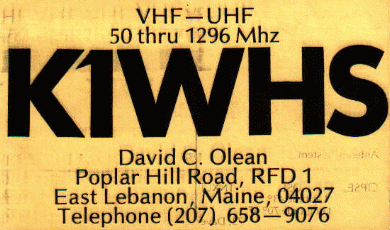 VHF—UHF
50 thru 1296 Mhz
K1WHS
David C. Olean
Poplar Hill Road, RFD 1
East Lebanon, Maine, 04027
Telephone (207) 658—9076